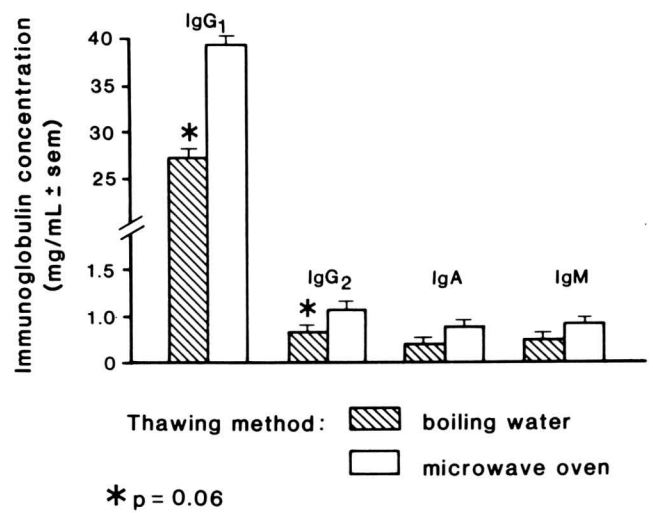 IgG1
Immunoglobulin concentration
(mg/mL ± sem)
40
35
30
25
*
IgG2
IgA
IgM
*
1.5
1.0
0
Thawing method:
boiling water
microwave oven
* p = 0.06